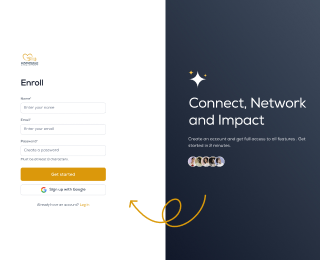 Enroll
Name*
Enter your name
Email*
Enter your email
Password*
Create a password
Must be at least 8 characters.
Get started
Sign up with Google
Already have an account? Log in
Connect, Network
and Impact
Create an account and get full access to all features. Get
started in 3 minutes.